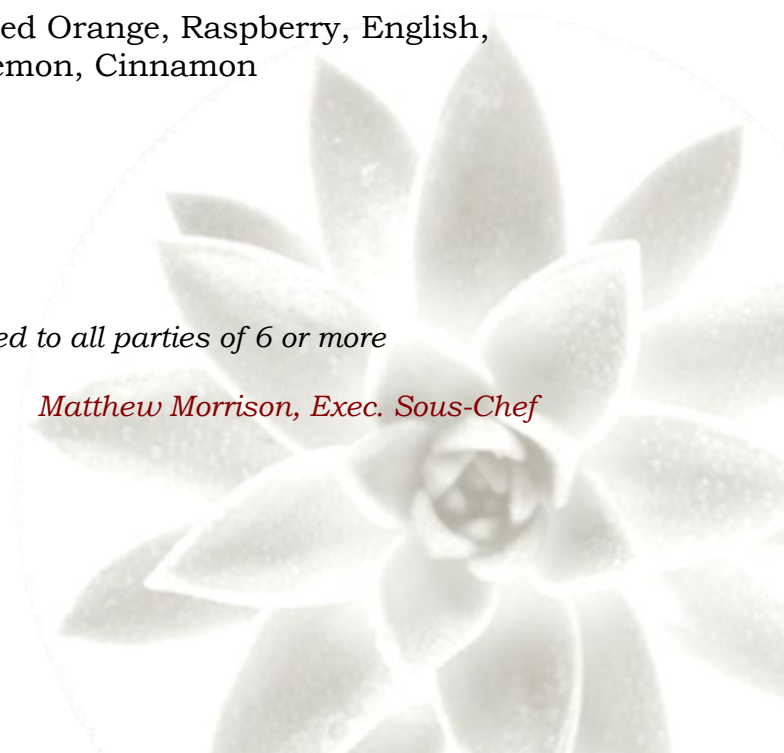 ed Orange, Raspberry, English,
emon, Cinnamon
ed to all parties of 6 or more
Matthew Morrison, Exec. Sous-Chef